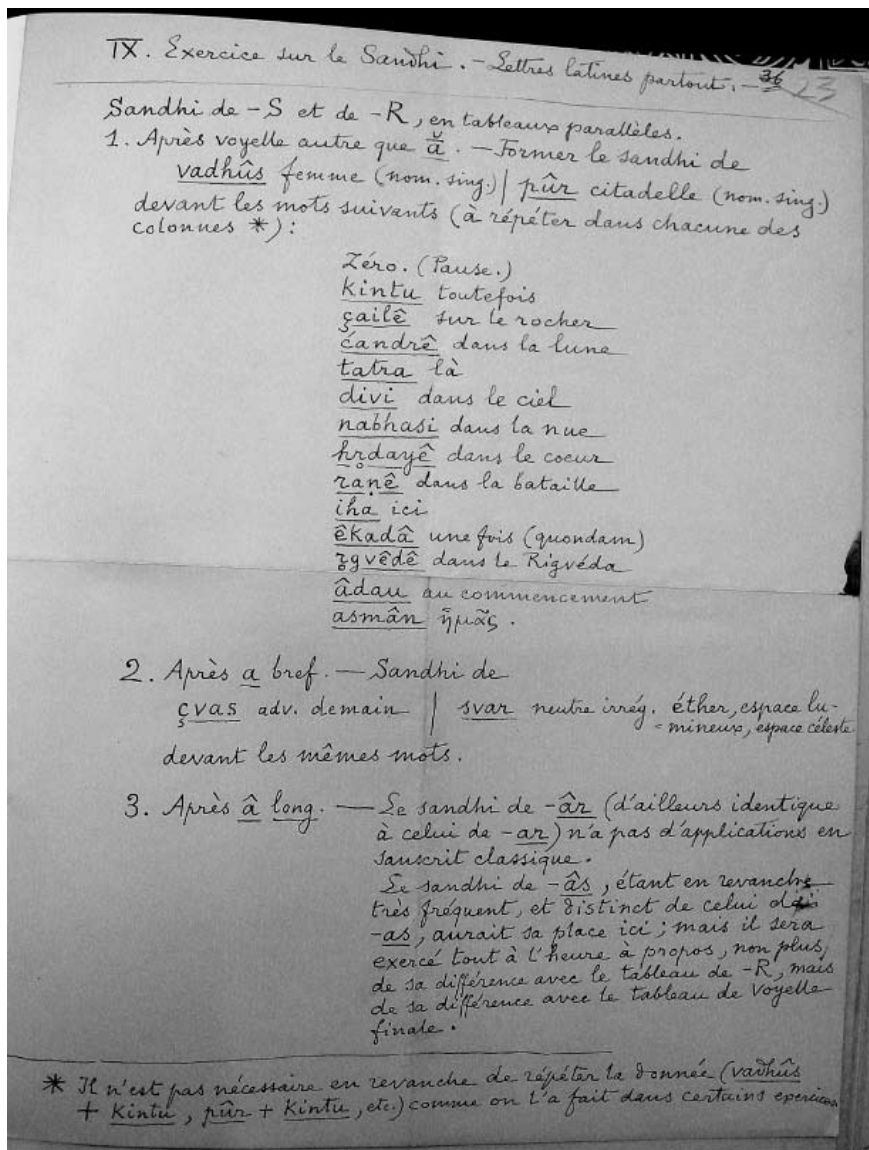 IX. Exercice sur le Sandhi. – Lettres latines partout. – 36 23
Sandhi de -S et de -R, en tableaux parallèles.
1. Après voyelle autre que ā̆. — Former le sandhi de
vadhûs femme (nom. sing.) | pûr citadelle (nom. sing.)
devant les mots suivants (à répéter dans chacune des
colonnes *):
Zéro. (Pause.)
kintu toutefois
çailê sur le rocher
ćandrê dans la lune
tatra là
divi dans le ciel
nabhasi dans la nue
hr̥dayê dans le coeur
raṇê dans la bataille
iha ici
êkadâ une fois (quondam)
r̥gvêdê dans le Rigvéda
âdau au commencement
asmân ἡμᾶς.
2. Après a bref. — Sandhi de
çvas adv. demain | svar neutre irrég. éther, espace lu-
= mineux, espace céleste
devant les mêmes mots.
3. Après â long. — Le sandhi de -âr (d'ailleurs identique
à celui de -ar) n'a pas d'applications en
sanscrit classique.
Le sandhi de -âs, étant en revanche
très fréquent, et distinct de celui de
-as, aurait sa place ici; mais il sera
exercé tout à l'heure à propos, non plus,
de sa différence avec le tableau de -R, mais
de sa différence avec le tableau de voyelle
finale.
* Il n'est pas nécessaire en revanche de répéter la donnée (vadhûs
+ kintu, pûr + kintu, etc.) comme on l'a fait dans certains exercices.